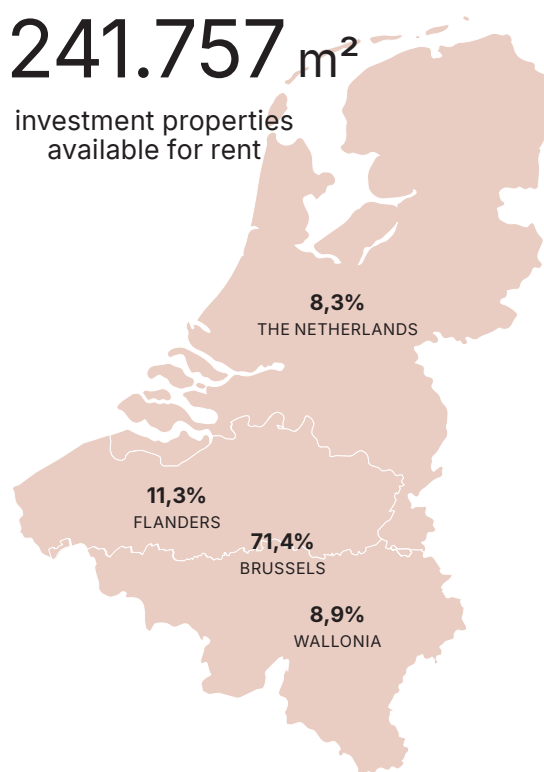 241.757 m²
investment properties
available for rent
8,3%
THE NETHERLANDS
11,3%
FLANDERS
71,4%
BRUSSELS
8,9%
WALLONIA